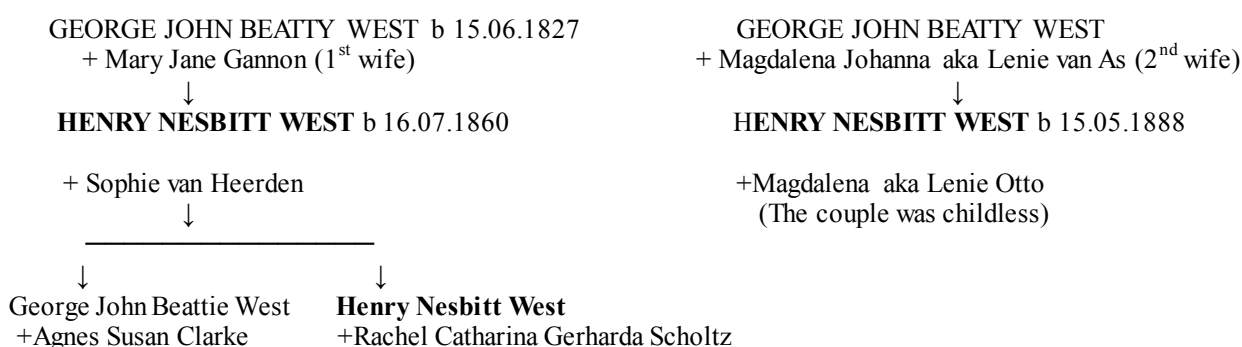 GEORGE JOHN BEATTY WEST b 15.06.1827
+ Mary Jane Gannon (1st wife)
↓
HENRY NESBITT WEST b 16.07.1860
+ Sophie van Heerden
↓
↓ ↓
George John Beattie West Henry Nesbitt West
+Agnes Susan Clarke +Rachel Catharina Gerharda Scholtz
GEORGE JOHN BEATTY WEST
+ Magdalena Johanna aka Lenie van As (2nd wife)
↓
HENRY NESBITT WEST b 15.05.1888
+Magdalena aka Lenie Otto
(The couple was childless)